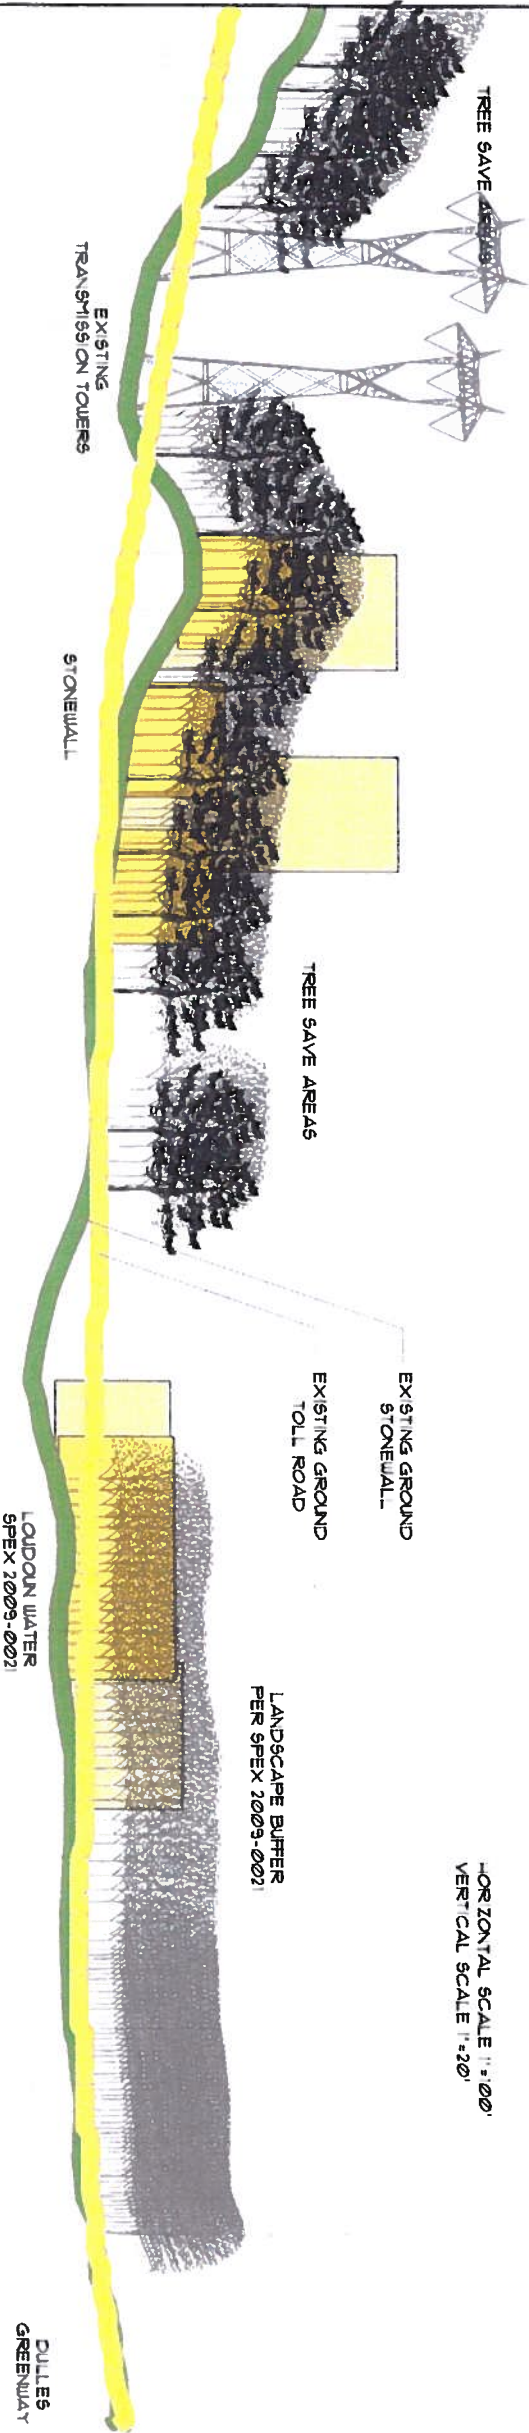 TREE SAVE AREAS
EXISTING
TRANSMISSION TOWERS
STONEWALL
TREE SAVE AREAS
EXISTING GROUND
STONEWALL
EXISTING GROUND
TOLL ROAD
LOUDOUN WATER
SPEX 2009-0021
LANDSCAPE BUFFER
PER SPEX 2009-0021
HORIZONTAL SCALE 1"=100'
VERTICAL SCALE 1"=20'
DULLES
GREENWAY